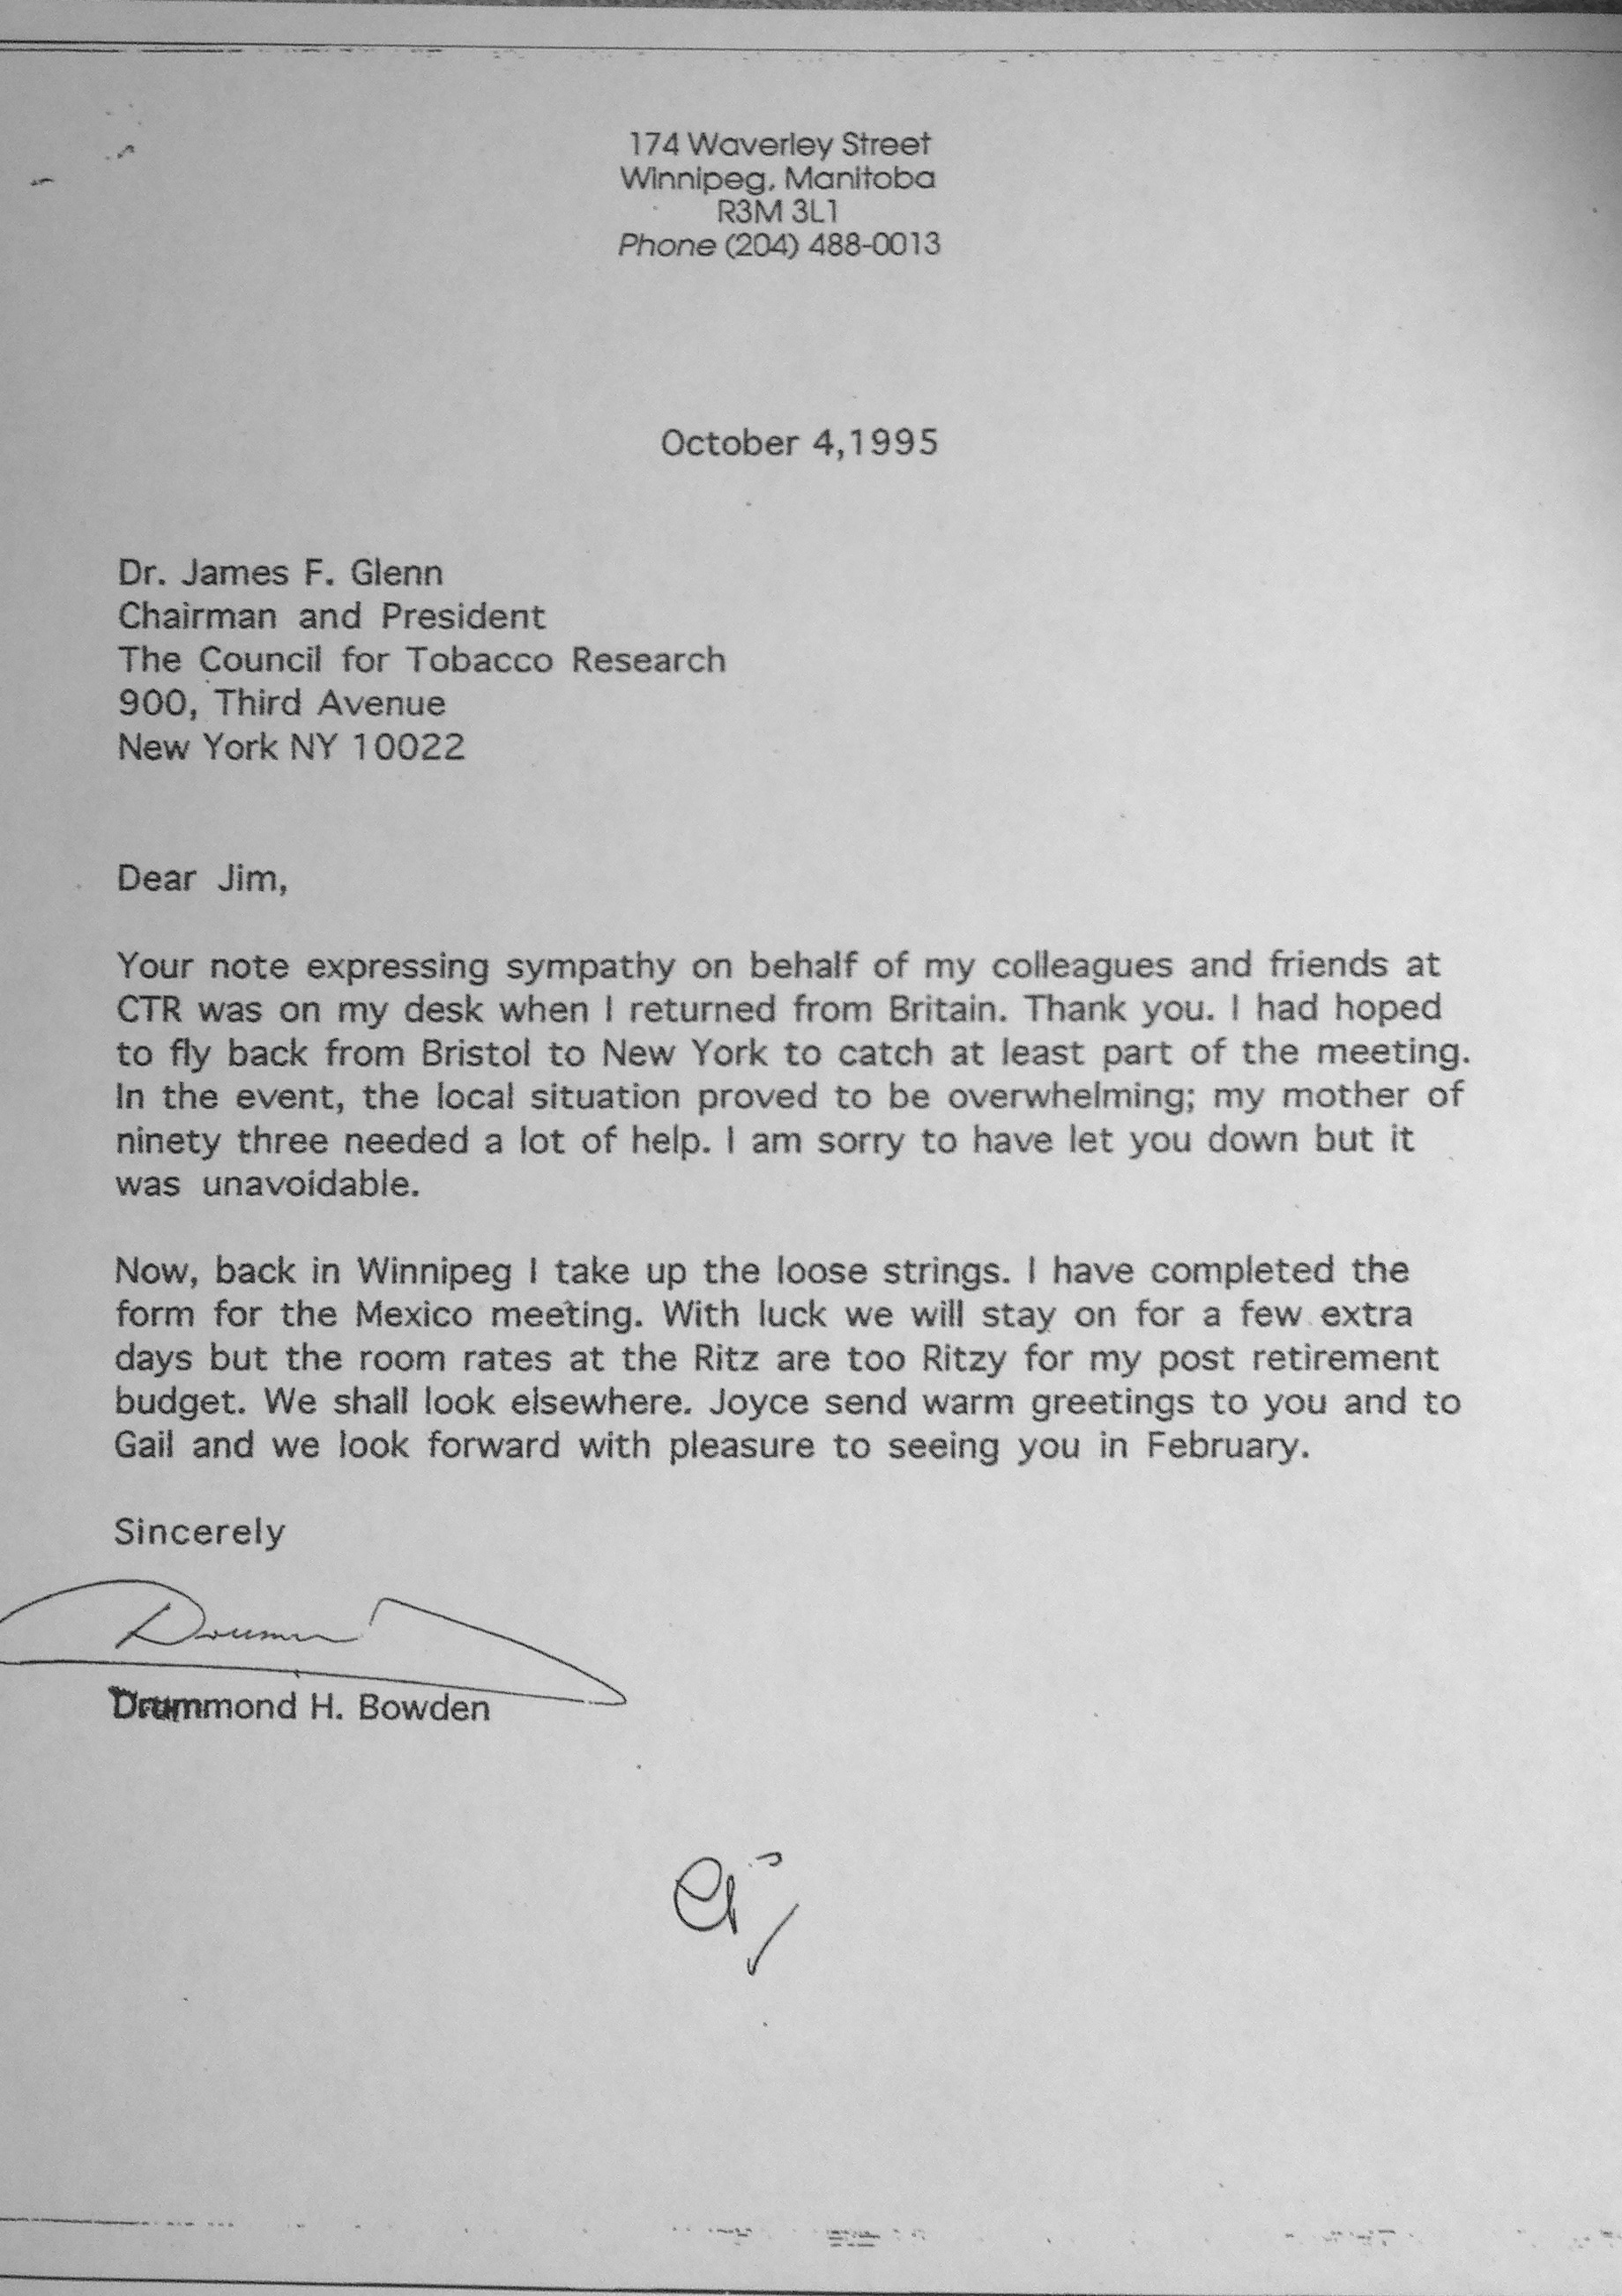 174 Waverley Street
Winnipeg, Manitoba
R3M 3L1
Phone (204) 488-0013
October 4,1995
Dr. James F. Glenn
Chairman and President
The Council for Tobacco Research
900, Third Avenue
New York NY 10022
Dear Jim,
Your note expressing sympathy on behalf of my colleagues and friends at
CTR was on my desk when I returned from Britain. Thank you. I had hoped
to fly back from Bristol to New York to catch at least part of the meeting.
In the event, the local situation proved to be overwhelming; my mother of
ninety three needed a lot of help. I am sorry to have let you down but it
was unavoidable.
Now, back in Winnipeg I take up the loose strings. I have completed the
form for the Mexico meeting. With luck we will stay on for a few extra
days but the room rates at the Ritz are too Ritzy for my post retirement
budget. We shall look elsewhere. Joyce send warm greetings to you and to
Gail and we look forward with pleasure to seeing you in February.
Sincerely
Drummond H. Bowden